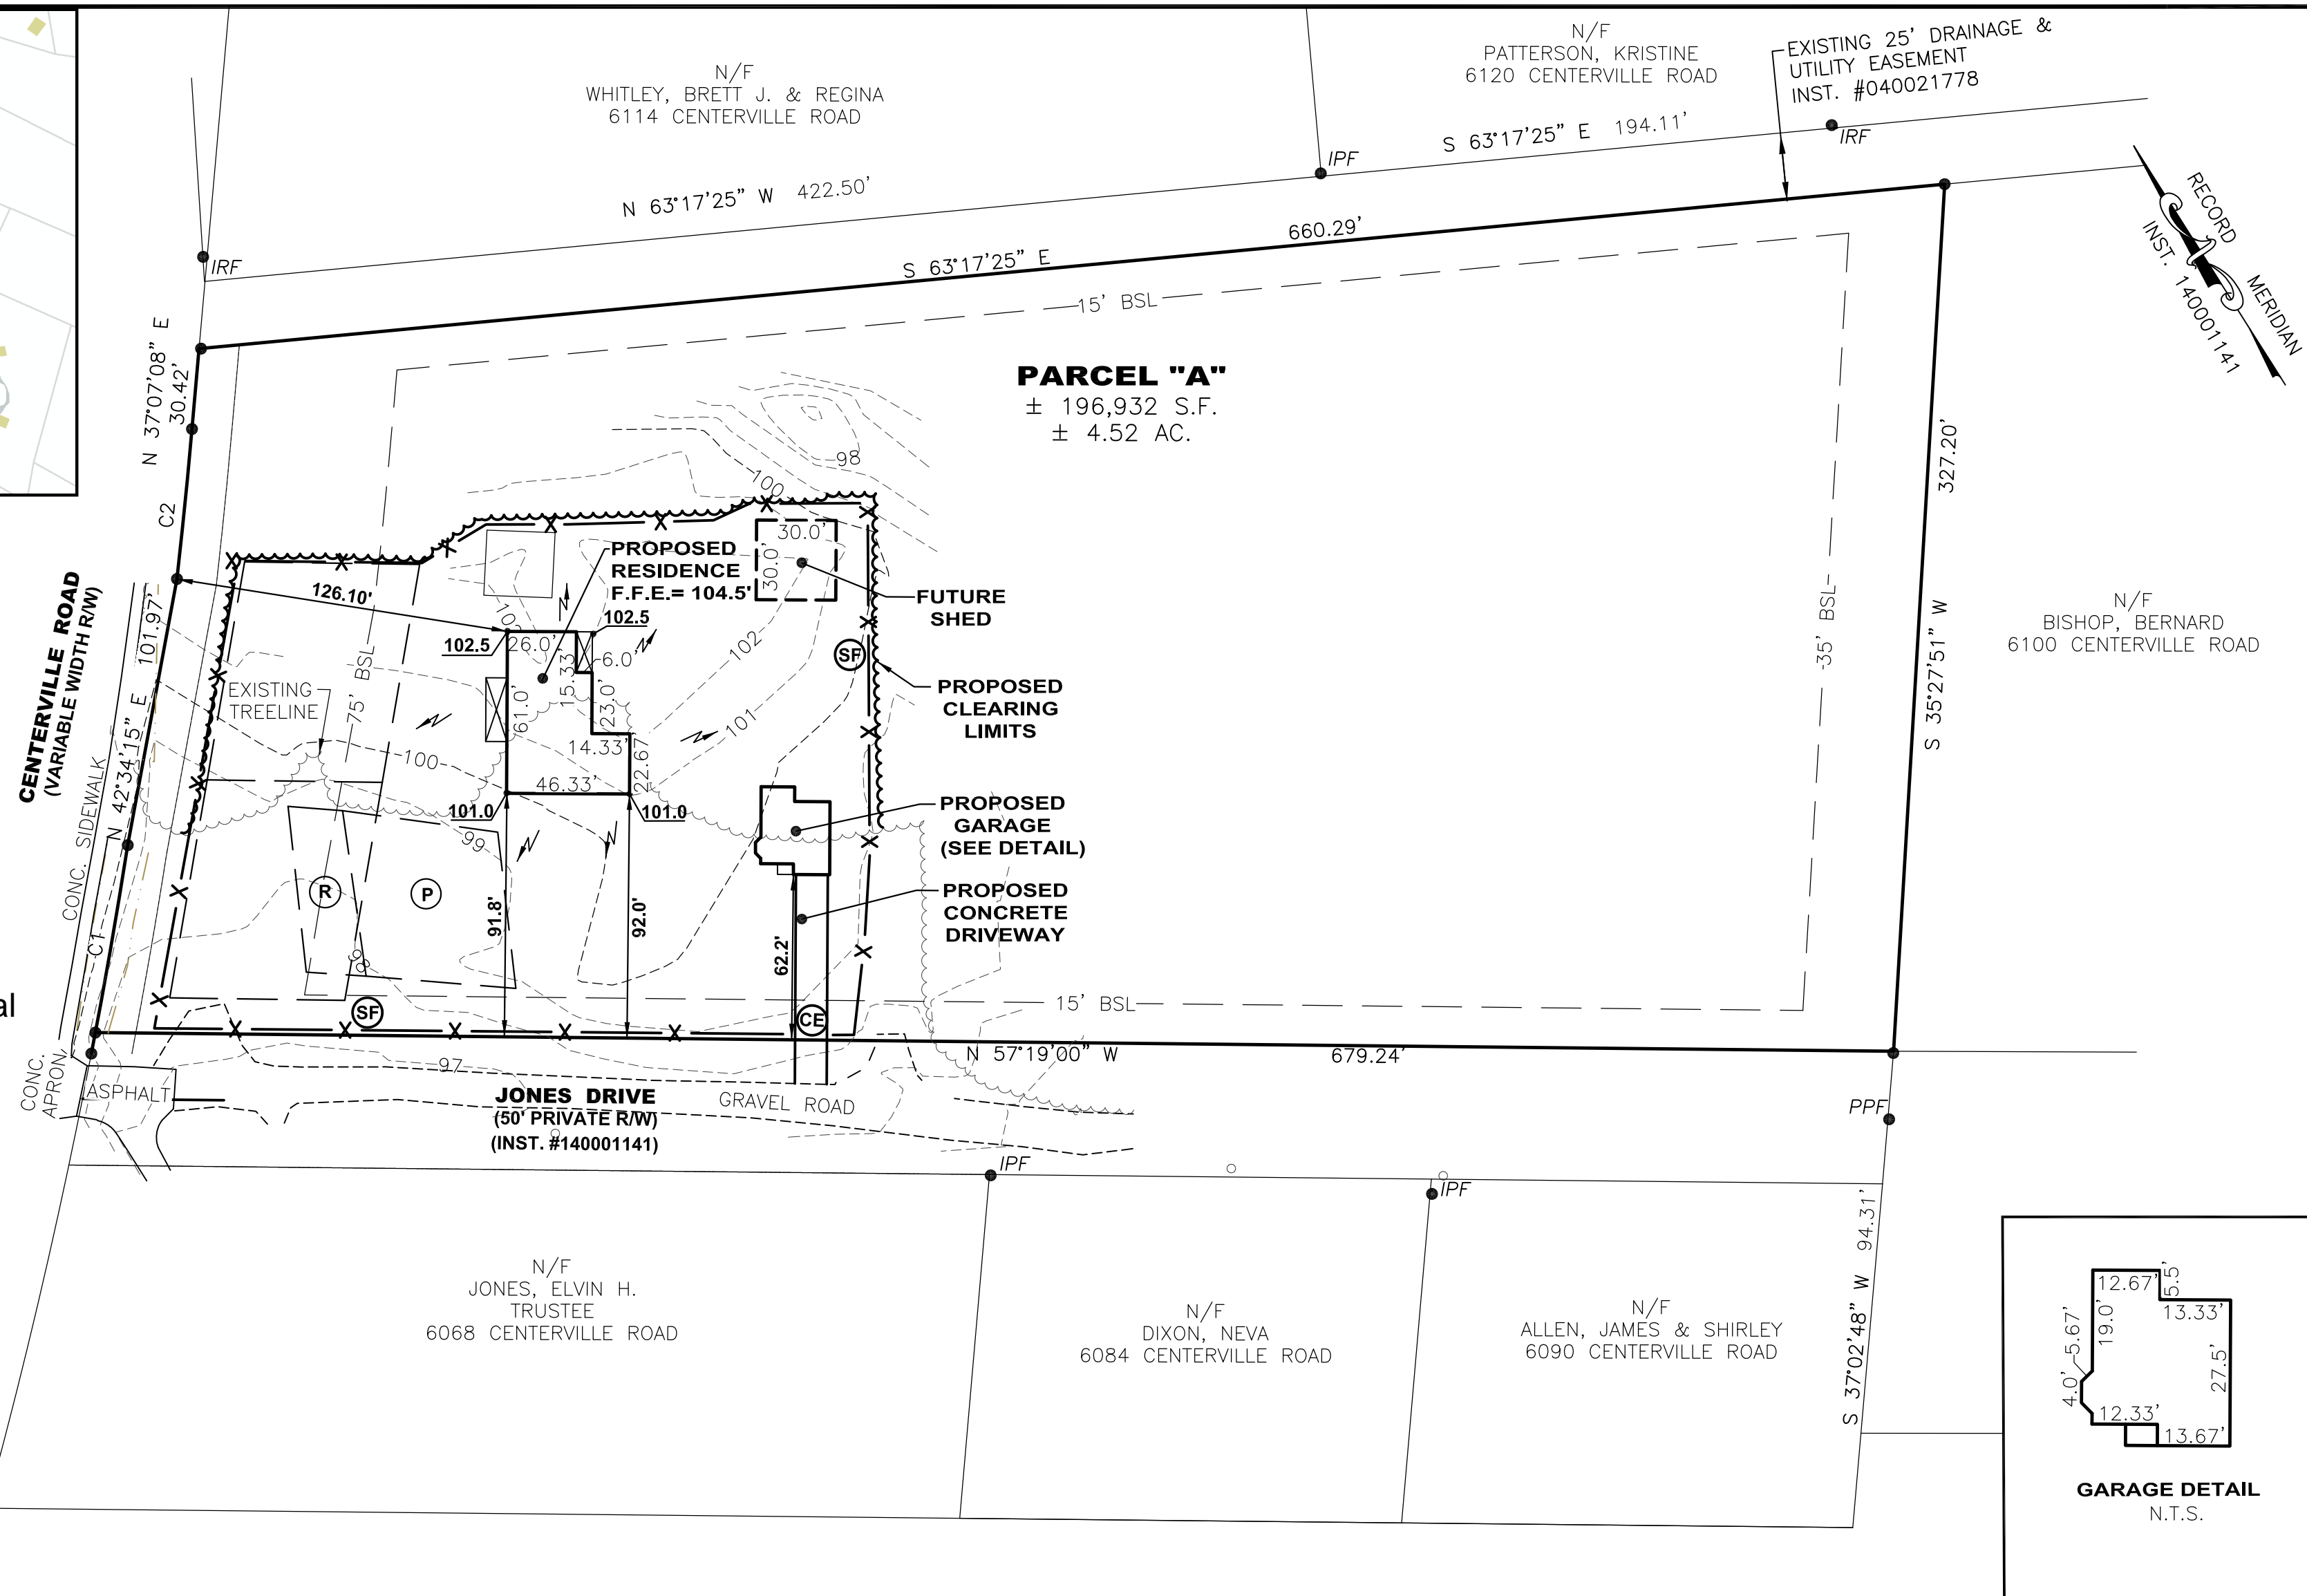 N/F
WHITLEY, BRETT J. & REGINA
6114 CENTERVILLE ROAD
N/F
PATTERSON, KRISTINE
6120 CENTERVILLE ROAD
EXISTING 25' DRAINAGE &
UTILITY EASEMENT
INST. #040021778
S 63°17'25" E 194.11'
IRF
IPF
N 63°17'25" W 422.50'
RECORD
MERIDIAN
INST. 140001141
IRF
S 63°17'25" E
660.29'
15' BSL
N 37°07'08" E
30.42'
PARCEL "A"
± 196,932 S.F.
± 4.52 AC.
98
100
327.20'
C2
30.0'
30.0'
PROPOSED
RESIDENCE
F.F.E.= 104.5'
FUTURE
SHED
126.10'
102.5
102.5
26.0'
6.0'
15.33'
23.0'
61.0'
14.33'
22.67'
46.33'
101.0
101.0
102
101
SF
N/F
BISHOP, BERNARD
6100 CENTERVILLE ROAD
35' BSL
S 35°27'51" W
CENTERVILLE ROAD
(VARIABLE WIDTH R/W)
N 42°34'15" E 101.97'
EXISTING
TREELINE
75' BSL
100
PROPOSED
CLEARING
LIMITS
CONC. SIDEWALK
99
PROPOSED
GARAGE
(SEE DETAIL)
R
P
PROPOSED
CONCRETE
DRIVEWAY
91.8'
92.0'
62.2'
C1
98
al
SF
CE
15' BSL
N 57°19'00" W
679.24'
CONC.
APRON
ASPHALT
97
JONES DRIVE
(50' PRIVATE R/W)
(INST. #140001141)
GRAVEL ROAD
PPF
IPF
IPF
S 37°02'48" W 94.31'
N/F
JONES, ELVIN H.
TRUSTEE
6068 CENTERVILLE ROAD
N/F
DIXON, NEVA
6084 CENTERVILLE ROAD
N/F
ALLEN, JAMES & SHIRLEY
6090 CENTERVILLE ROAD
12.67'
5.5'
13.33'
19.0'
5.67'
4.0'
27.5'
12.33'
13.67'
GARAGE DETAIL
N.T.S.